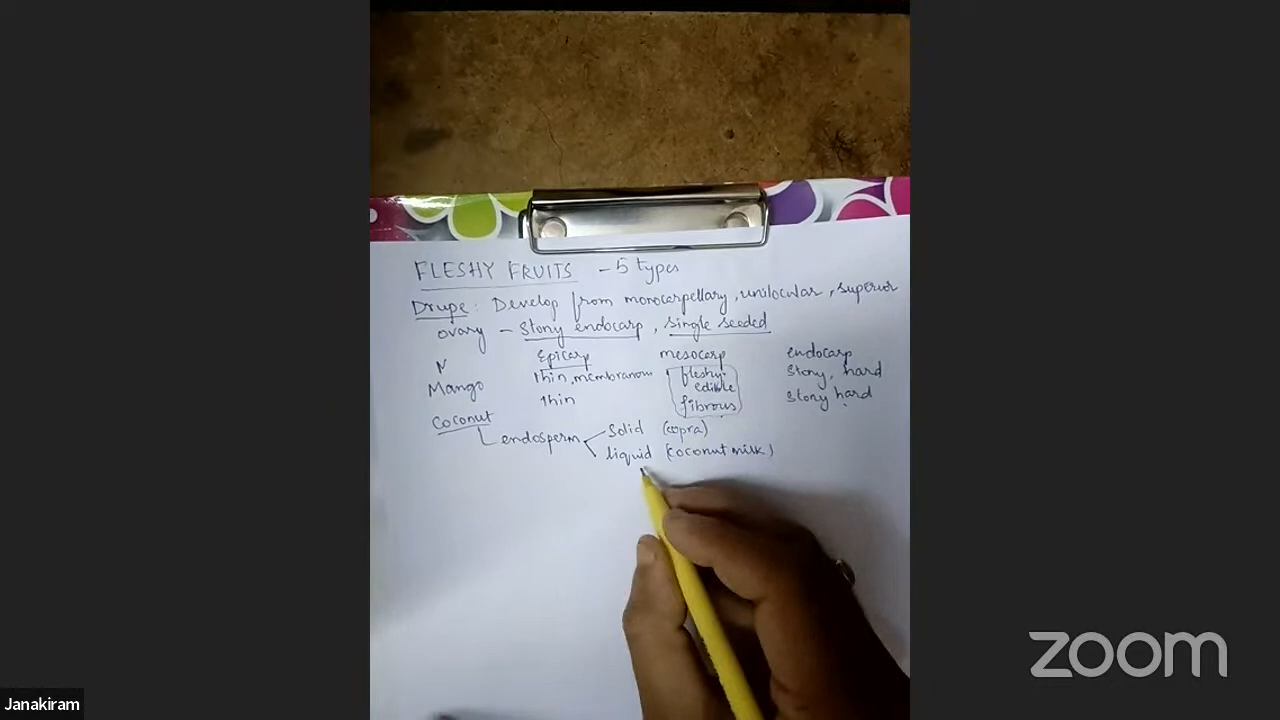 FLESHY FRUITS - 5 types
Drupe : Develop from monocarpellary, unilocular, superior
ovary - Stony endocarp, single seeded
N Epicarp mesocarp endocarp
Mango thin, membranous fleshy edible Stony, hard
Coconut thin fibrous Stony hard
endosperm solid (copra)
liquid (coconut milk)
zoom
Janakiram